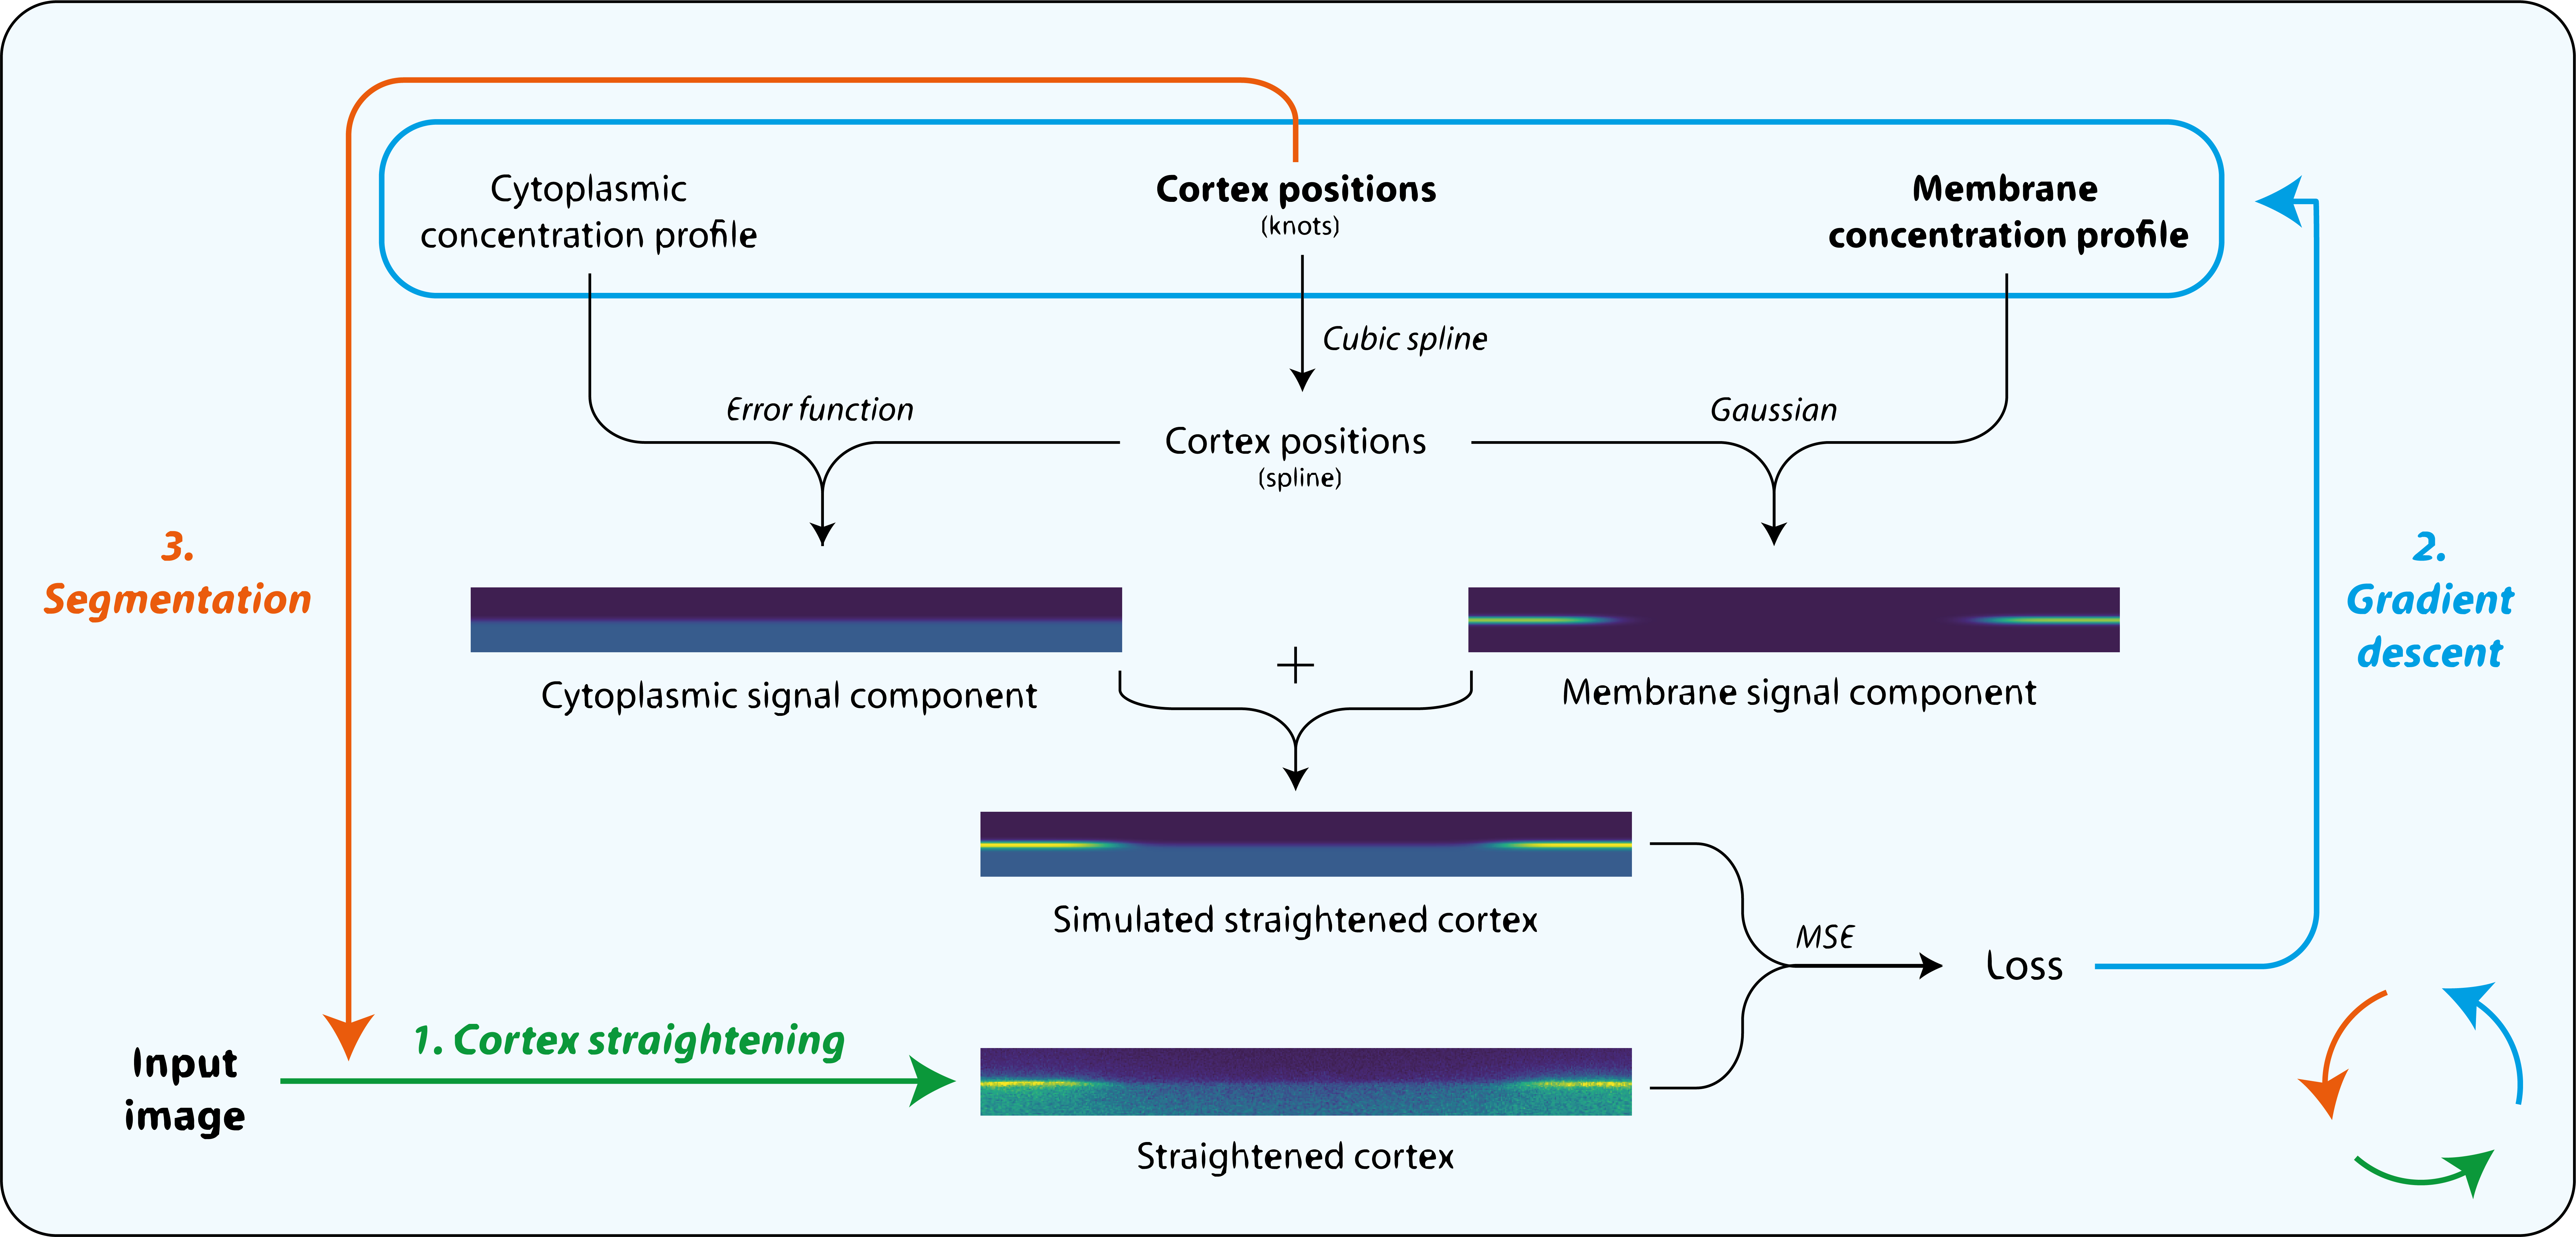 Cytoplasmic
concentration profile
Cortex positions
(knots)
Membrane
concentration profile
Cubic spline
Error function
Gaussian
Cortex positions
(spline)
3.
Segmentation
2.
Gradient
descent
+
Cytoplasmic signal component
Membrane signal component
Simulated straightened cortex
MSE
Loss
Input
image
1. Cortex straightening
Straightened cortex